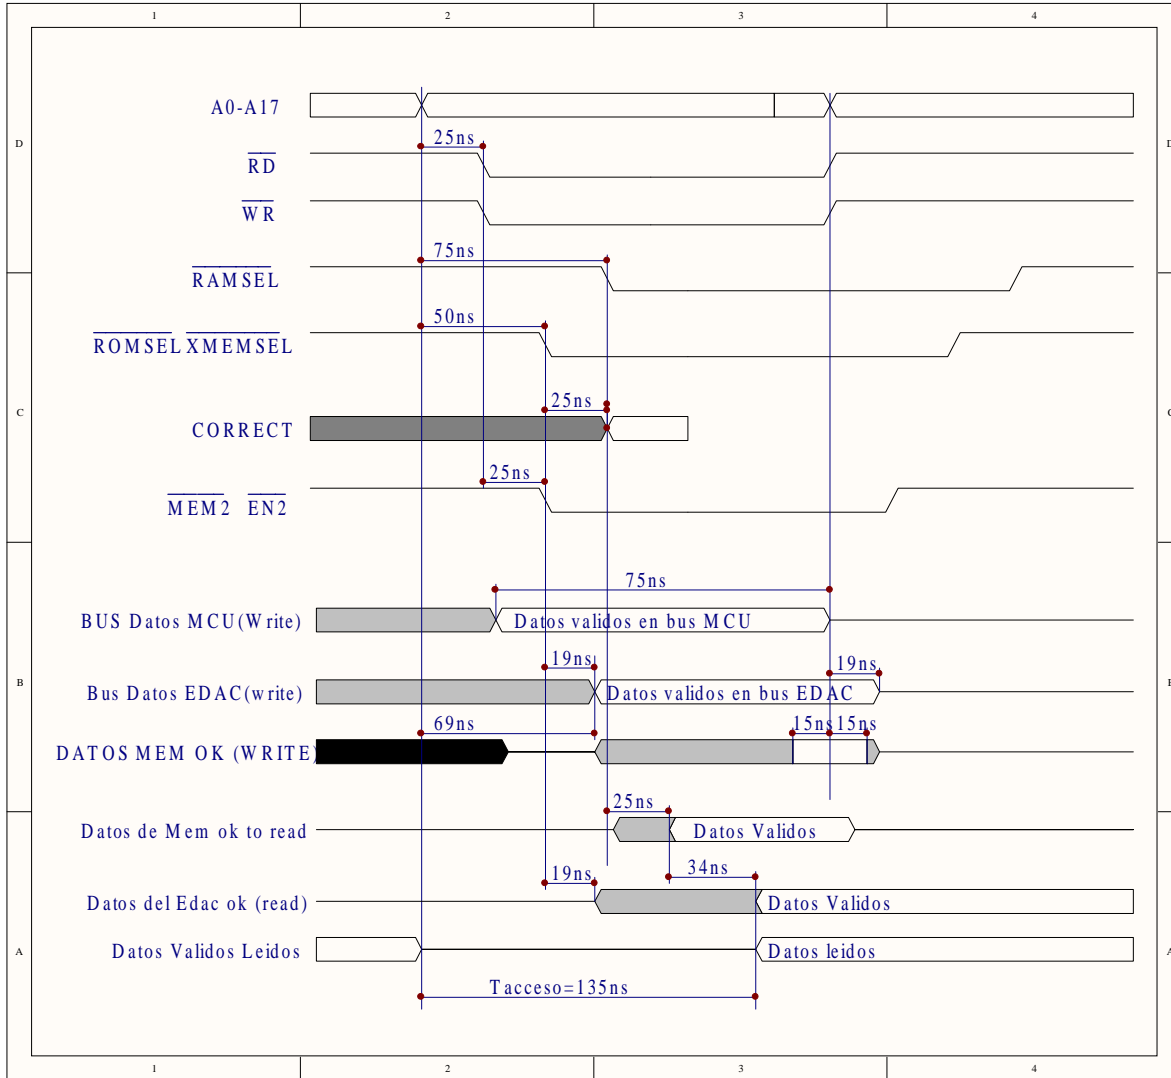 1 2 3 4
A0-A17
D D
25ns
RD
WR
75ns
RAMSEL
50ns
ROMSEL XMEMSEL
25ns
C C
CORRECT
25ns
MEM2 EN2
75ns
BUS Datos MCU(Write) Datos validos en bus MCU
19ns 19ns
B B
Bus Datos EDAC(write) Datos validos en bus EDAC
69ns 15ns 15ns
DATOS MEM OK (WRITE)
25ns
Datos de Mem ok to read Datos Validos
34ns
19ns
Datos del Edac ok (read) Datos Validos
A Datos Validos Leidos Datos leidos A
Tacceso=135ns
1 2 3 4